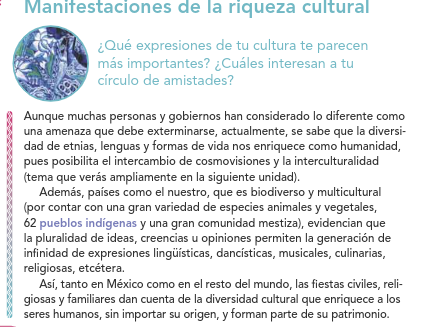 Manifestaciones de la riqueza cultural
¿Qué expresiones de tu cultura te parecen
más importantes? ¿Cuáles interesan a tu
círculo de amistades?
Aunque muchas personas y gobiernos han considerado lo diferente como
una amenaza que debe exterminarse, actualmente, se sabe que la diversi-
dad de etnias, lenguas y formas de vida nos enriquece como humanidad,
pues posibilita el intercambio de cosmovisiones y la interculturalidad
(tema que verás ampliamente en la siguiente unidad).
Además, países como el nuestro, que es biodiverso y multicultural
(por contar con una gran variedad de especies animales y vegetales,
62 pueblos indígenas y una gran comunidad mestiza), evidencian que
la pluralidad de ideas, creencias u opiniones permiten la generación de
infinidad de expresiones lingüísticas, dancísticas, musicales, culinarias,
religiosas, etcétera.
Así, tanto en México como en el resto del mundo, las fiestas civiles, reli-
giosas y familiares dan cuenta de la diversidad cultural que enriquece a los
seres humanos, sin importar su origen, y forman parte de su patrimonio.